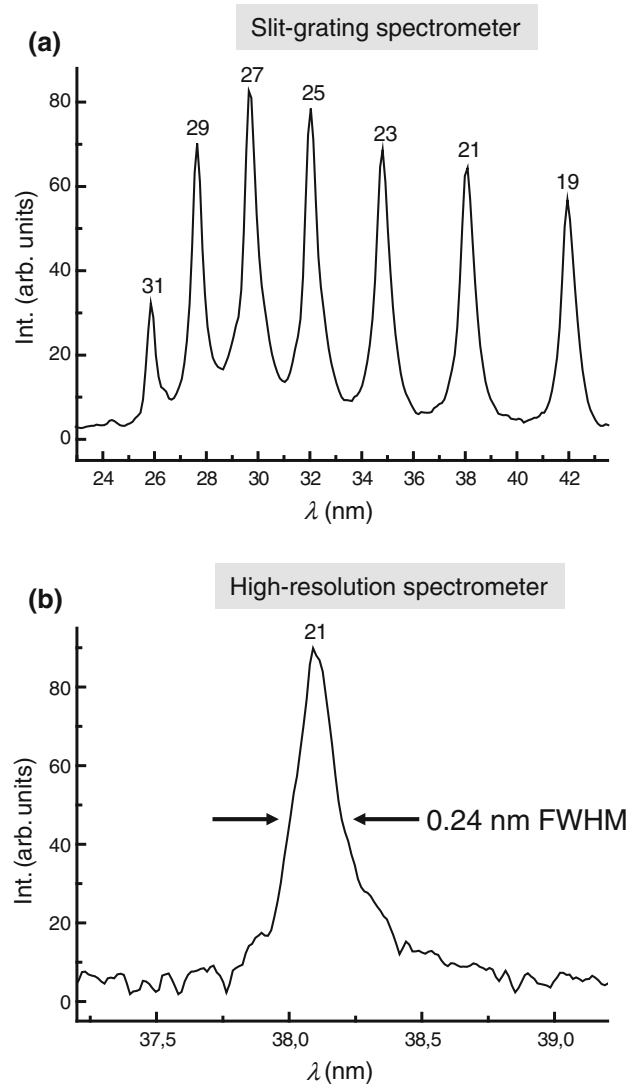 Slit-grating spectrometer
(a)
27
25
29
23
21
19
31
80
60
40
20
0
Int. (arb. units)
24 26 28 30 32 34 36 38 40 42
λ (nm)
High-resolution spectrometer
(b)
21
80
60
40
20
0
Int. (arb. units)
0.24 nm FWHM
37,5 38,0 38,5 39,0
λ (nm)